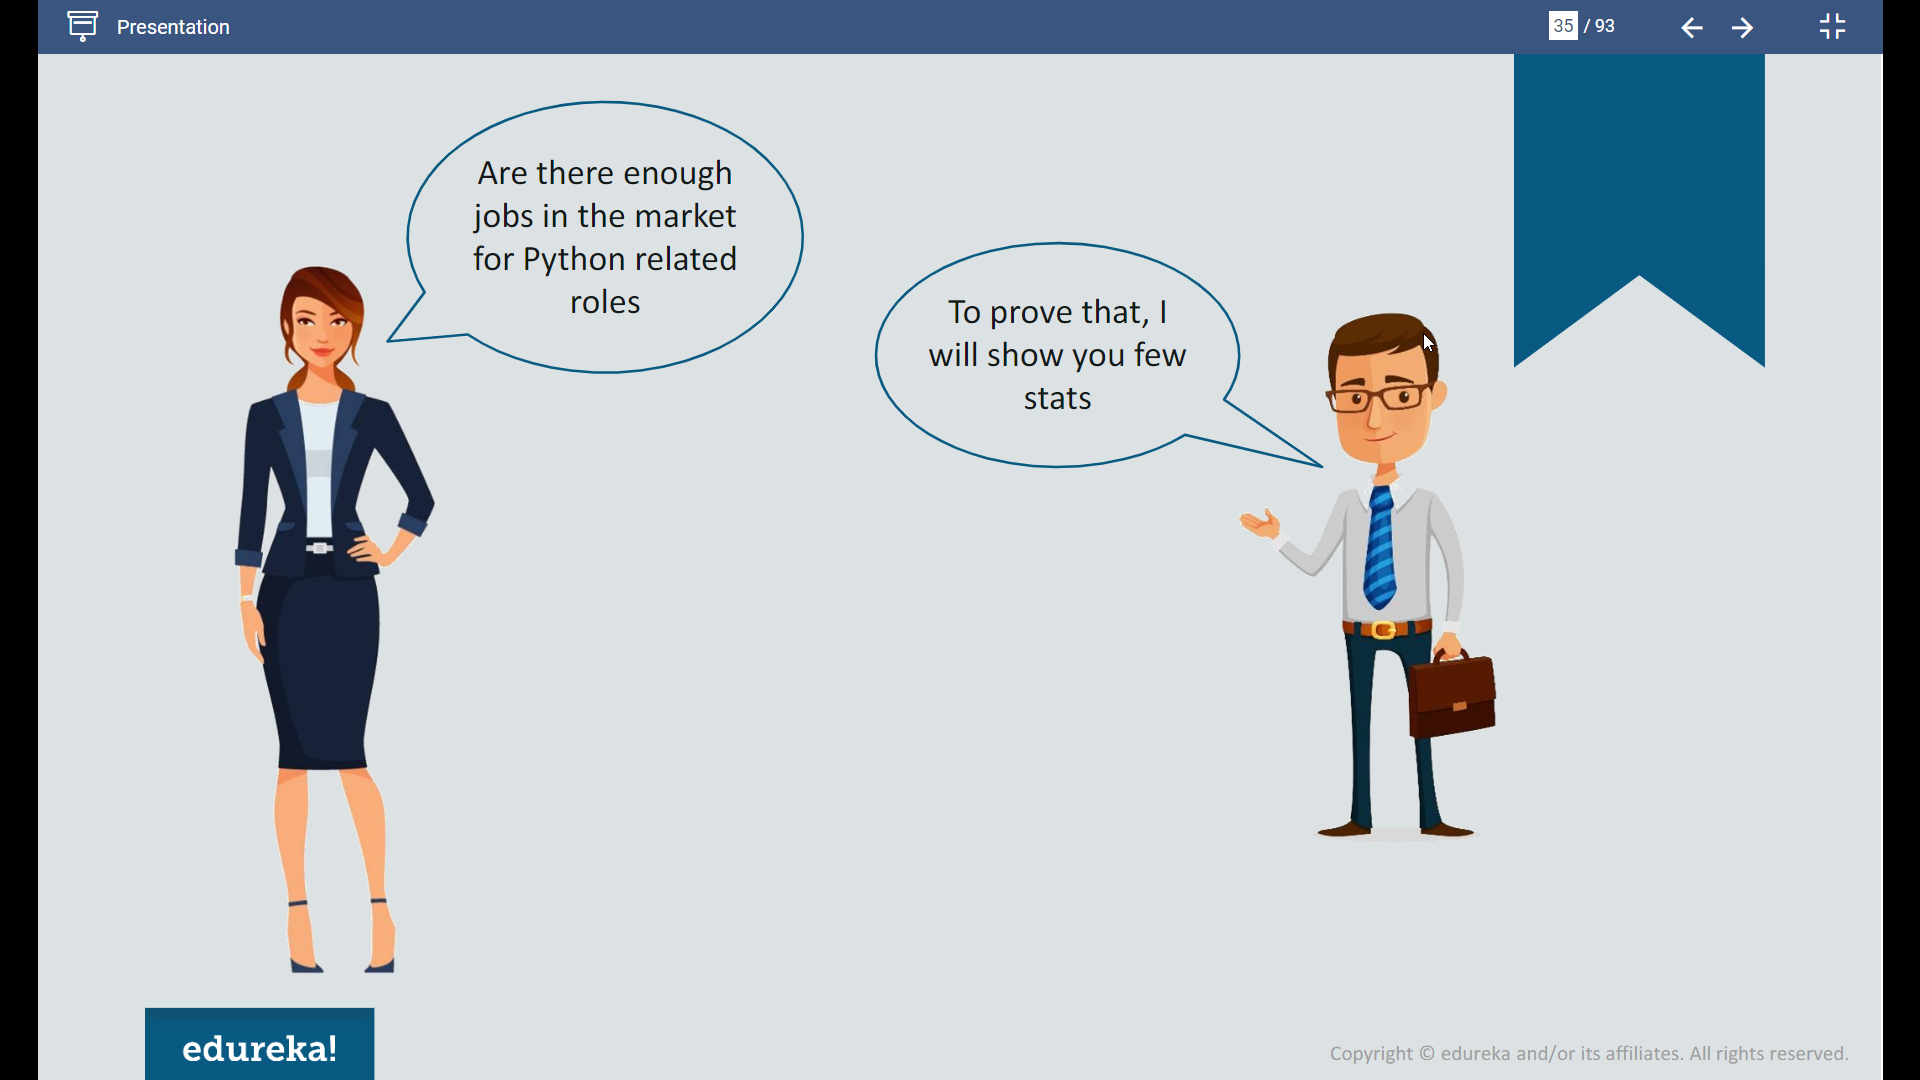 Presentation
35 / 93
Are there enough
jobs in the market
for Python related
roles
To prove that, I
will show you few
stats
edureka!
Copyright © edureka and/or its affiliates. All rights reserved.